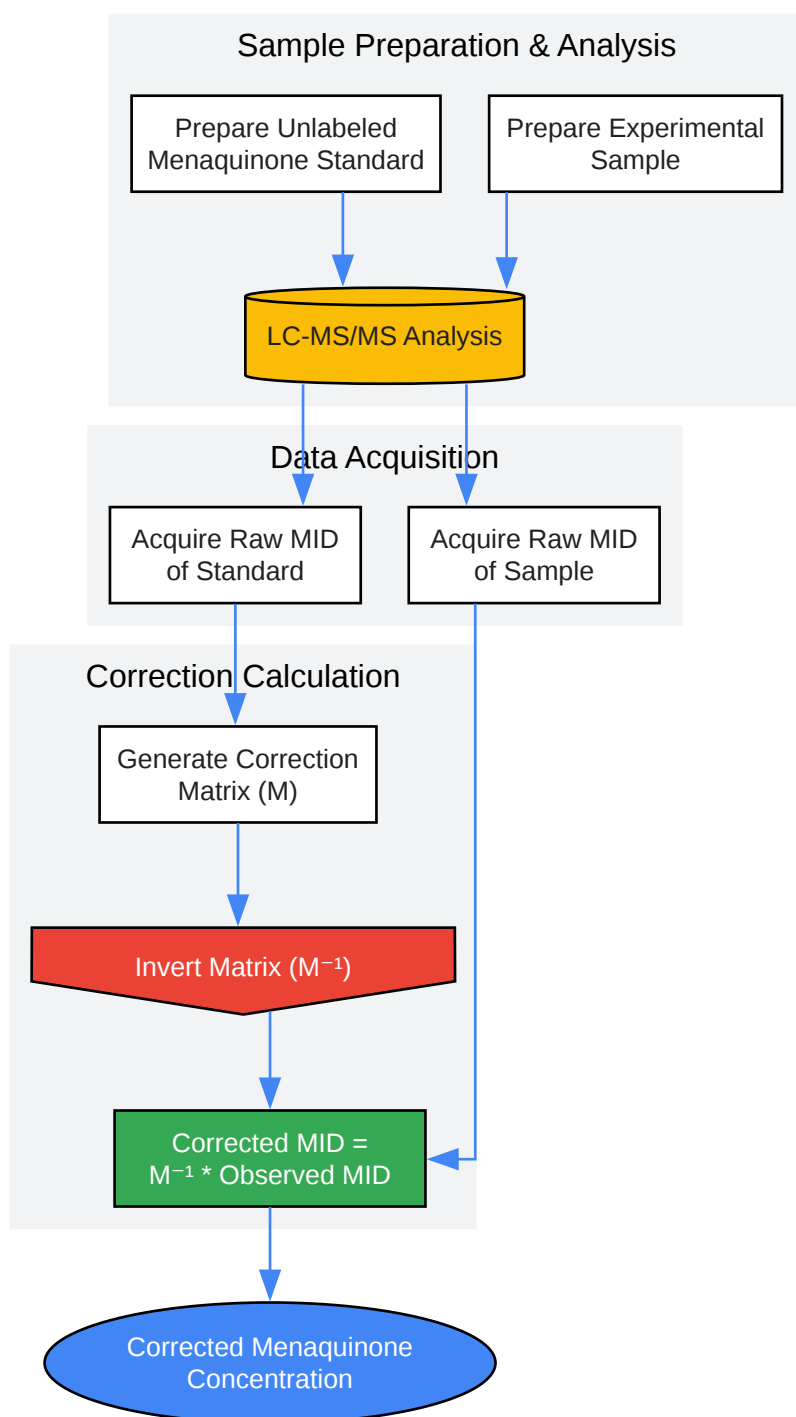 Sample Preparation & Analysis
Prepare Unlabeled
Menaquinone Standard
Prepare Experimental
Sample
LC-MS/MS Analysis
Data Acquisition
Acquire Raw MID
of Standard
Acquire Raw MID
of Sample
Correction Calculation
Generate Correction
Matrix (M)
Invert Matrix (M⁻¹)
Corrected MID =
M⁻¹ * Observed MID
Corrected Menaquinone
Concentration